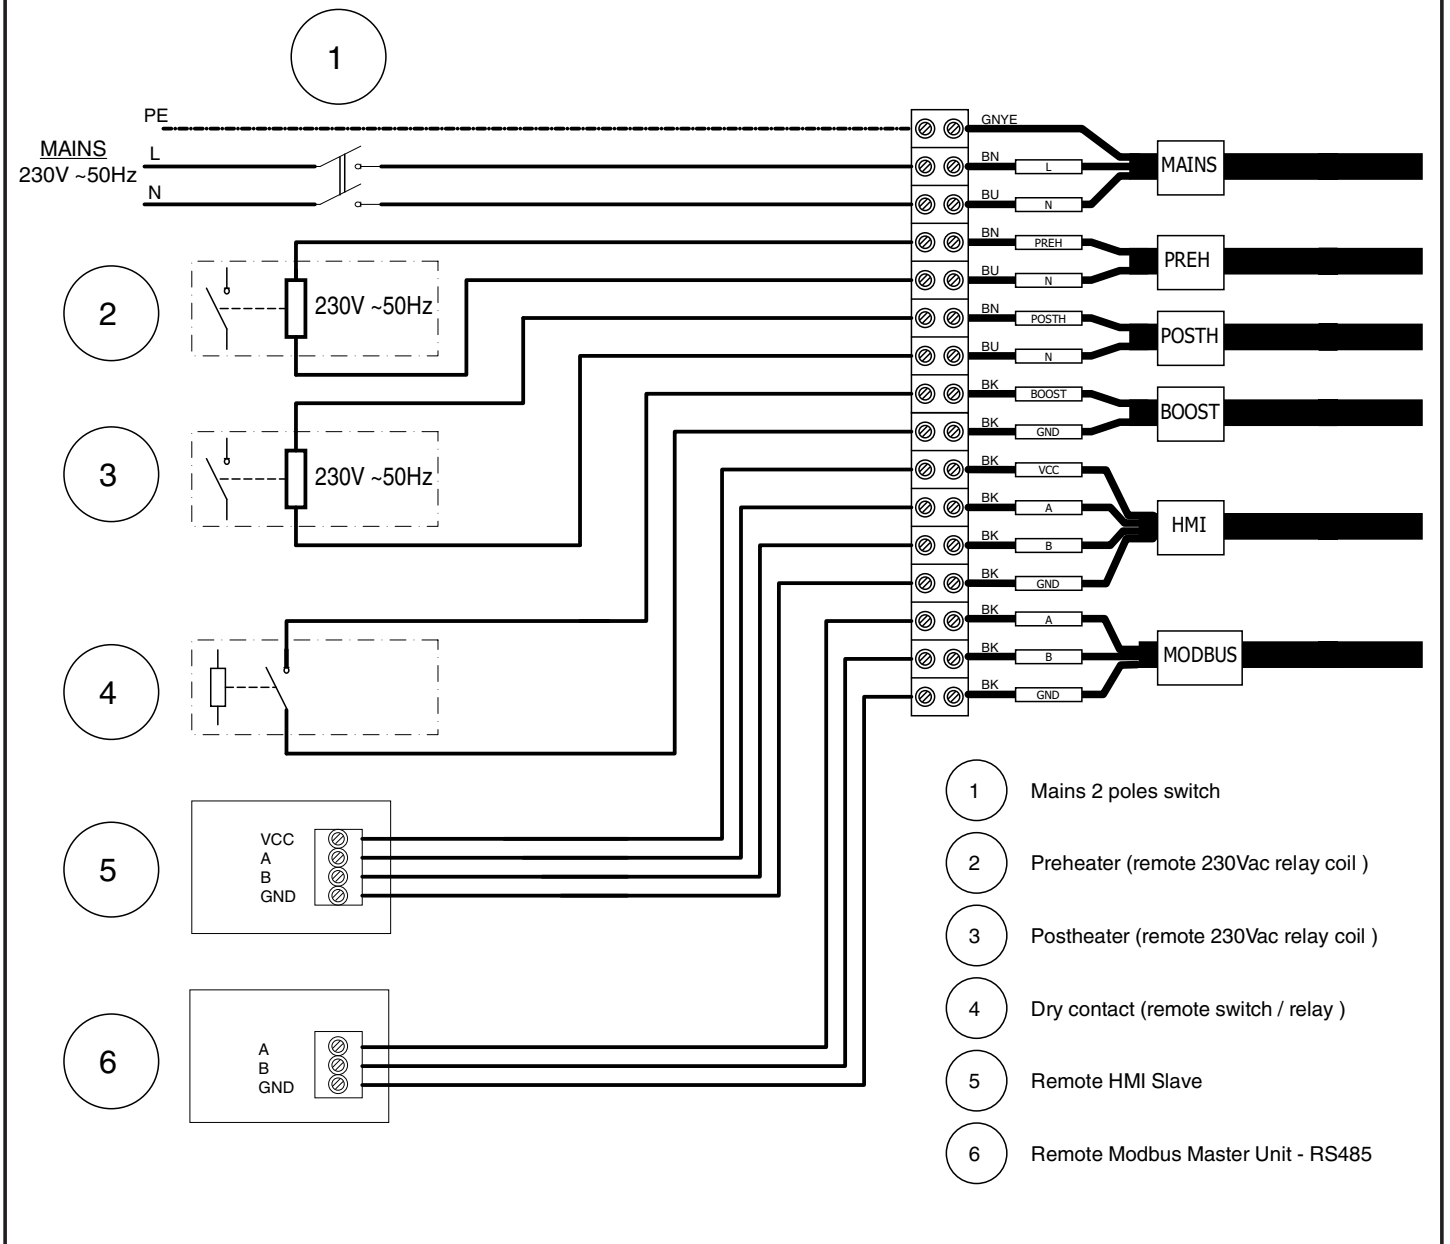 1
PE
MAINS
230V ~50Hz
L
N
2
230V ~50Hz
3
230V ~50Hz
4
5
VCC
A
B
GND
6
A
B
GND
GNYE
BN L
BU N
MAINS
BN PREH
BU N
PREH
BN POSTH
BU N
POSTH
BK BOOST
BK GND
BOOST
BK VCC
BK A
BK B
BK GND
HMI
BK A
BK B
BK GND
MODBUS
1 Mains 2 poles switch
2 Preheater (remote 230Vac relay coil )
3 Postheater (remote 230Vac relay coil )
4 Dry contact (remote switch / relay )
5 Remote HMI Slave
6 Remote Modbus Master Unit - RS485